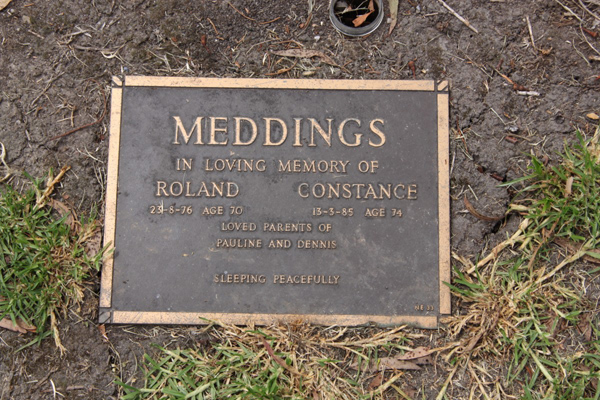 MEDDINGS
IN LOVING MEMORY OF
ROLAND CONSTANCE
23-8-76 AGE 70 13-3-85 AGE 74
LOVED PARENTS OF
PAULINE AND DENNIS
SLEEPING PEACEFULLY